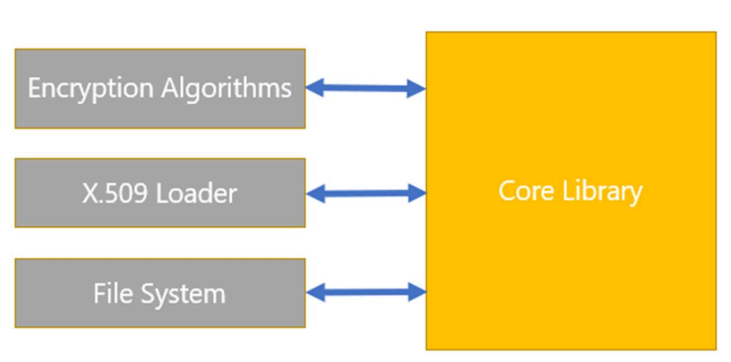 Encryption Algorithms
X.509 Loader
Core Library
File System